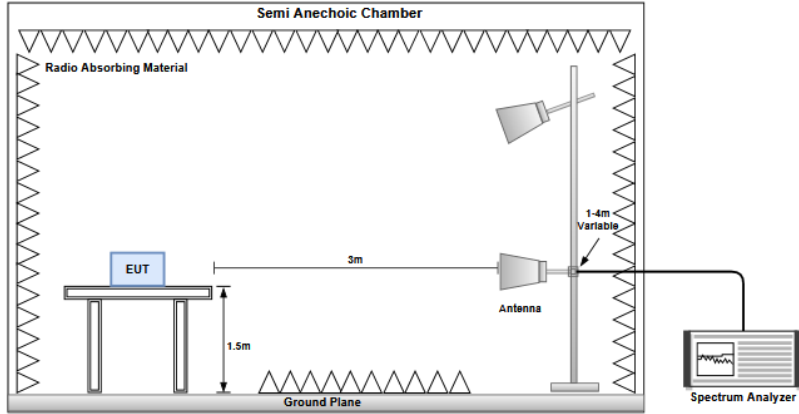 Semi Anechoic Chamber
Radio Absorbing Material
1-4m
Variable
EUT
3m
Antenna
1.5m
Ground Plane
Spectrum Analyzer